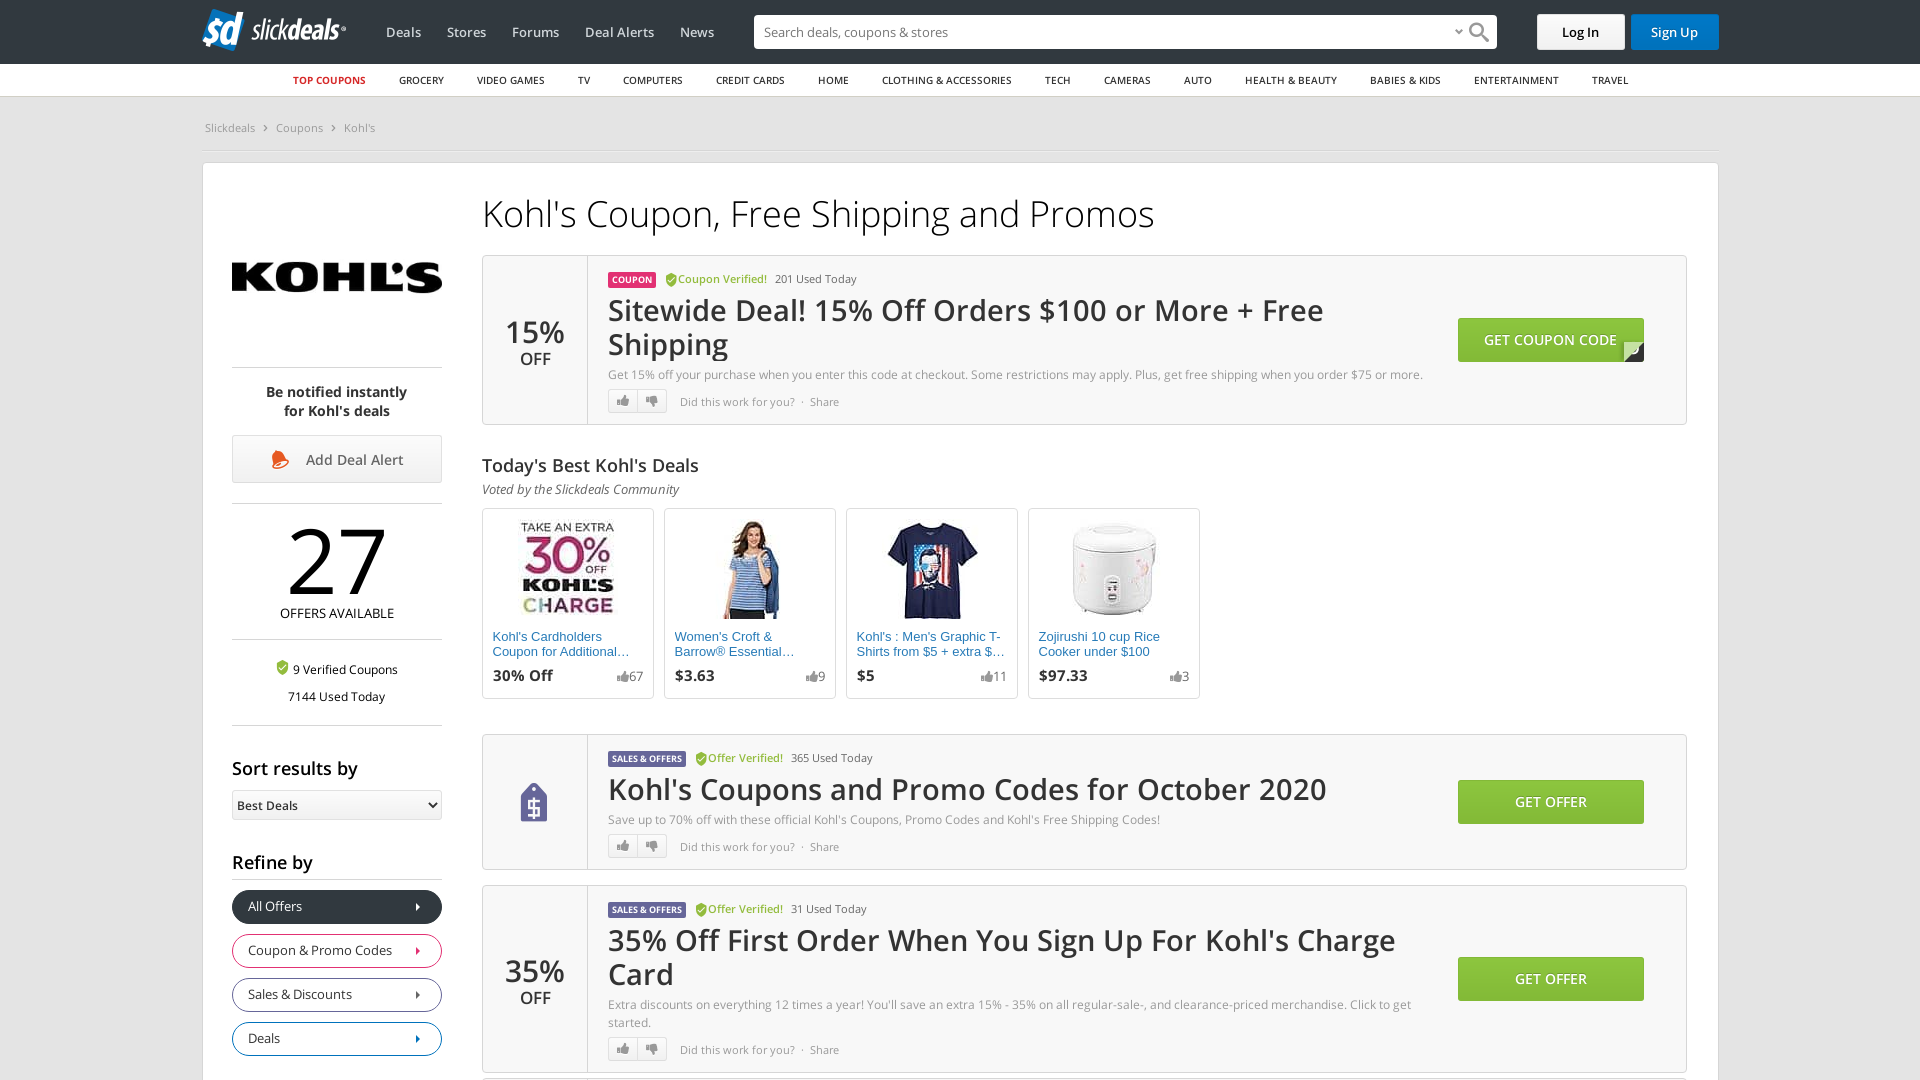 sd slickdeals®
Deals
Stores
Forums
Deal Alerts
News
Search deals, coupons & stores
Log In
Sign Up
TOP COUPONS
GROCERY
VIDEO GAMES
TV
COMPUTERS
CREDIT CARDS
HOME
CLOTHING & ACCESSORIES
TECH
CAMERAS
AUTO
HEALTH & BEAUTY
BABIES & KIDS
ENTERTAINMENT
TRAVEL
Slickdeals › Coupons › Kohl's
KOHL'S
Be notified instantly
for Kohl's deals
Add Deal Alert
27
OFFERS AVAILABLE
9 Verified Coupons
7144 Used Today
Sort results by
Best Deals
Refine by
All Offers
Coupon & Promo Codes
Sales & Discounts
Deals
Kohl's Coupon, Free Shipping and Promos
15%
OFF
COUPON Coupon Verified! 201 Used Today
Sitewide Deal! 15% Off Orders $100 or More + Free
Shipping
Get 15% off your purchase when you enter this code at checkout. Some restrictions may apply. Plus, get free shipping when you order $75 or more.
Did this work for you? · Share
GET COUPON CODE
Today's Best Kohl's Deals
Voted by the Slickdeals Community
TAKE AN EXTRA
30% OFF
KOHL'S
CHARGE
Kohl's Cardholders
Coupon for Additional…
30% Off 67
Women's Croft &
Barrow® Essential…
$3.63 9
Kohl's : Men's Graphic T-
Shirts from $5 + extra $…
$5 11
Zojirushi 10 cup Rice
Cooker under $100
$97.33 3
SALES & OFFERS Offer Verified! 365 Used Today
Kohl's Coupons and Promo Codes for October 2020
Save up to 70% off with these official Kohl's Coupons, Promo Codes and Kohl's Free Shipping Codes!
Did this work for you? · Share
GET OFFER
35%
OFF
SALES & OFFERS Offer Verified! 31 Used Today
35% Off First Order When You Sign Up For Kohl's Charge
Card
Extra discounts on everything 12 times a year! You'll save an extra 15% - 35% on all regular-sale-, and clearance-priced merchandise. Click to get
started.
Did this work for you? · Share
GET OFFER